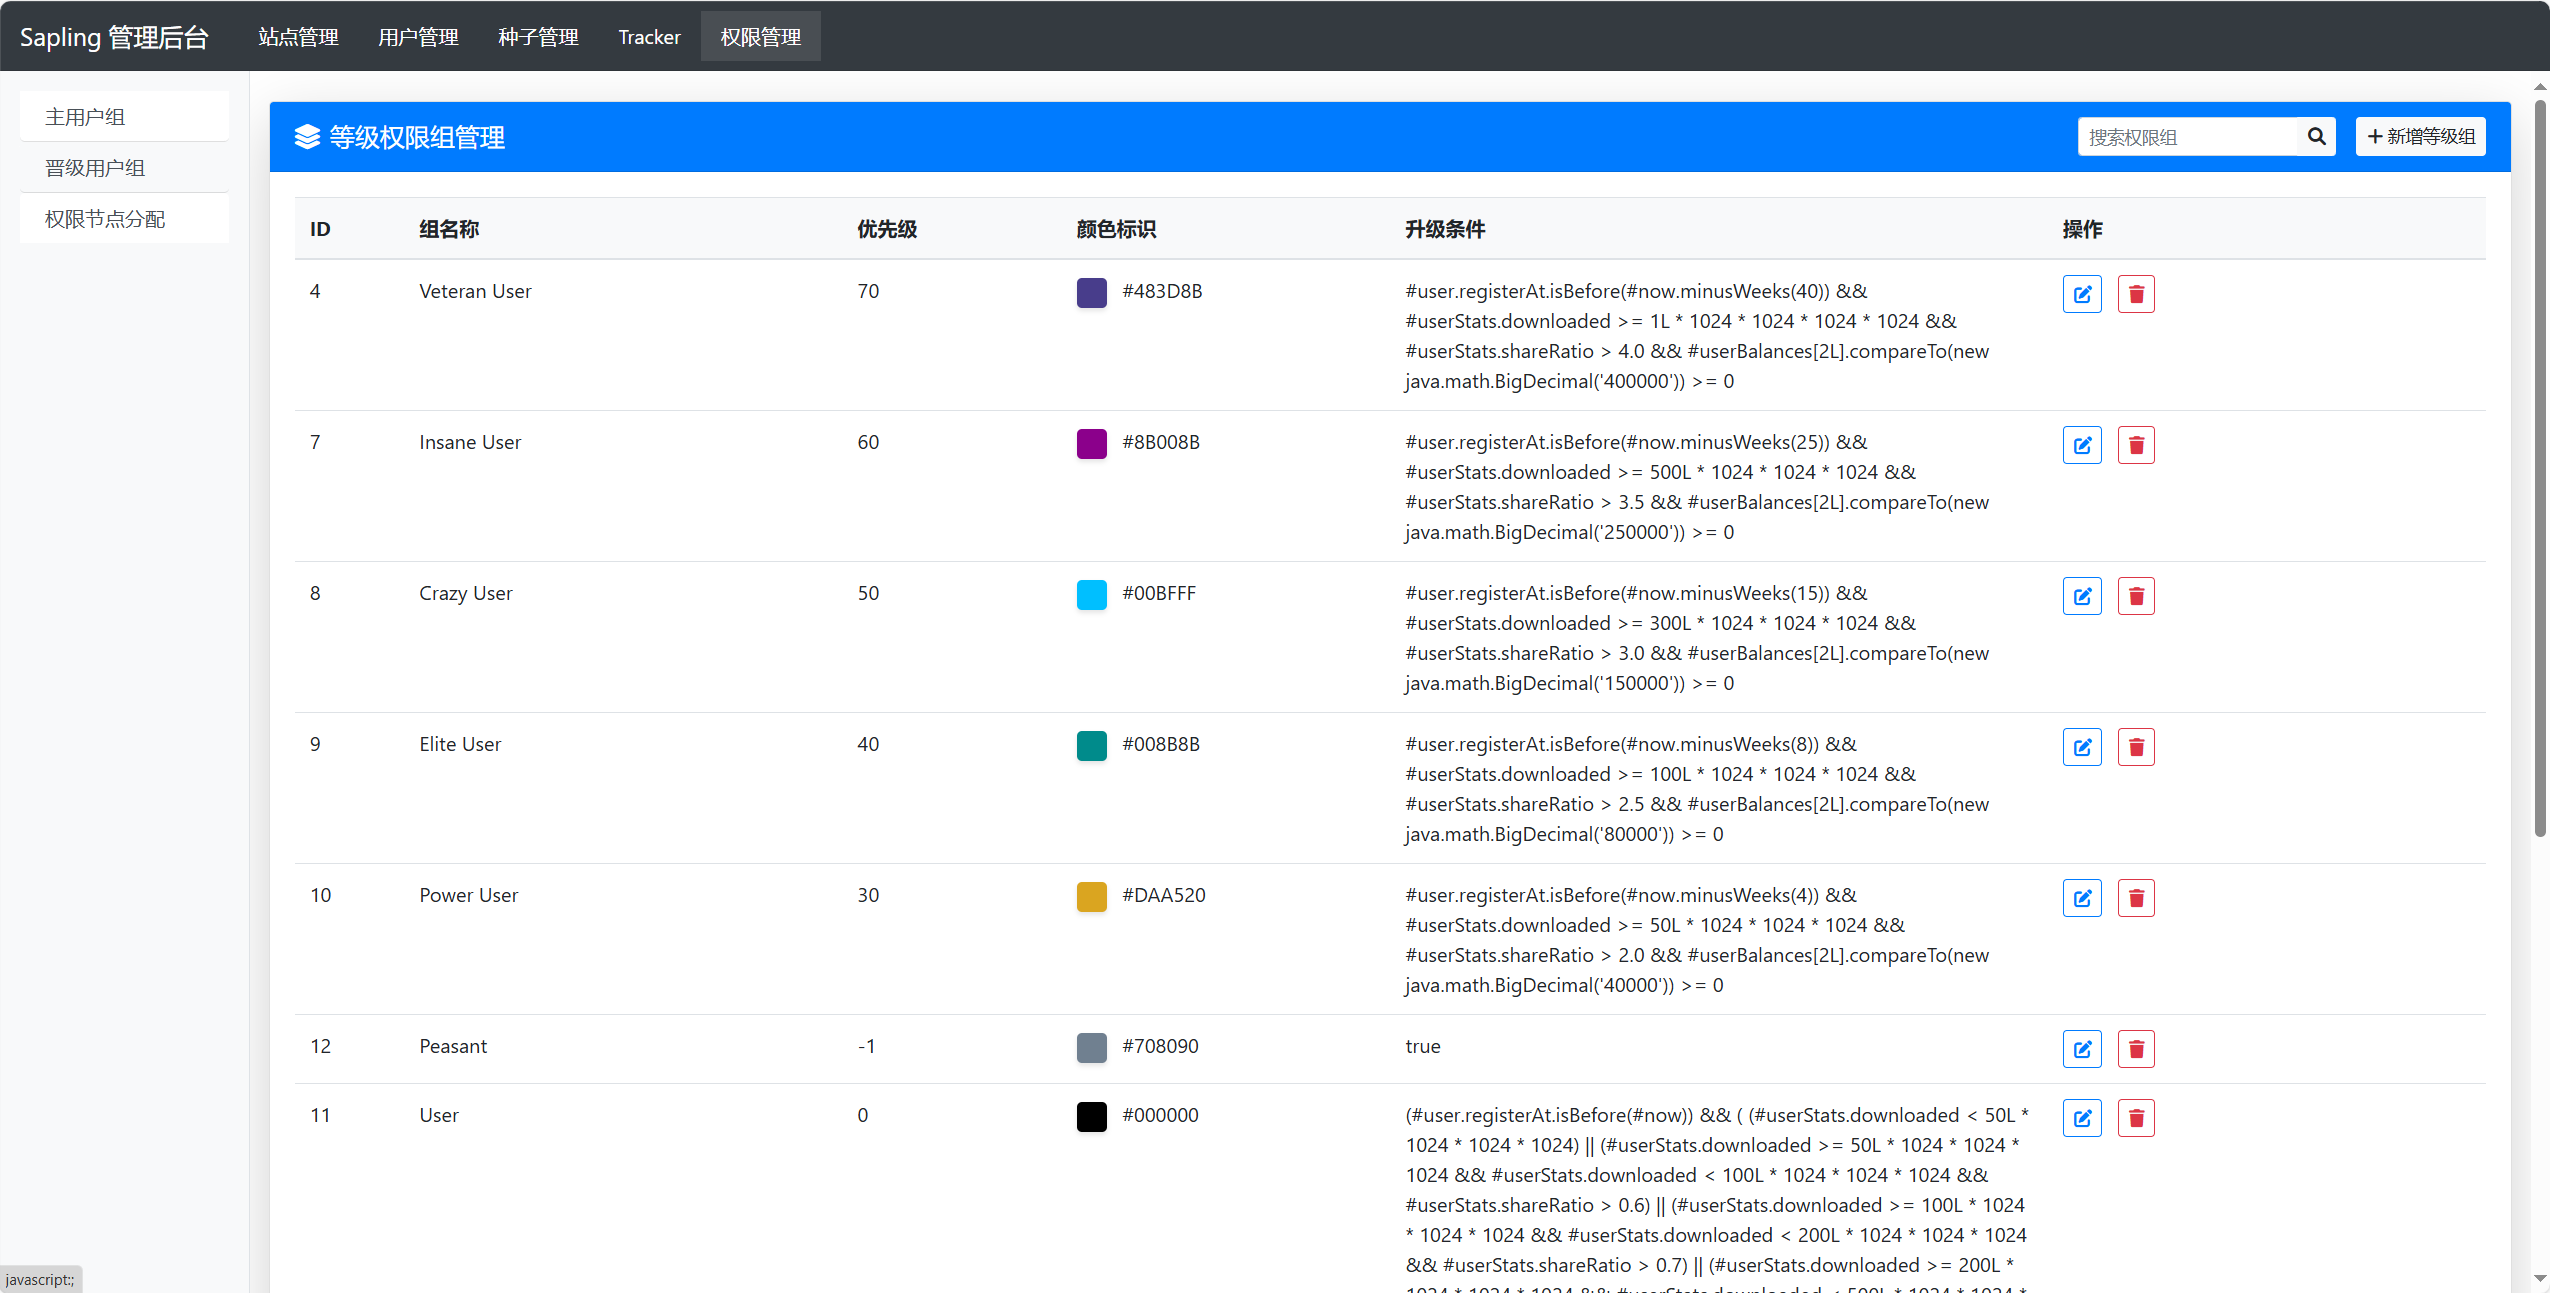 Sapling 管理后台
站点管理
用户管理
种子管理
Tracker
权限管理
主用户组
晋级用户组
权限节点分配
等级权限组管理
搜索权限组
新增等级组
ID 组名称 优先级 颜色标识 升级条件 操作
4 Veteran User 70 #483D8B #user.registerAt.isBefore(#now.minusWeeks(40)) &&
#userStats.downloaded >= 1L * 1024 * 1024 * 1024 * 1024 &&
#userStats.shareRatio > 4.0 && #userBalances[2L].compareTo(new
java.math.BigDecimal('400000')) >= 0
7 Insane User 60 #8B008B #user.registerAt.isBefore(#now.minusWeeks(25)) &&
#userStats.downloaded >= 500L * 1024 * 1024 * 1024 &&
#userStats.shareRatio > 3.5 && #userBalances[2L].compareTo(new
java.math.BigDecimal('250000')) >= 0
8 Crazy User 50 #00BFFF #user.registerAt.isBefore(#now.minusWeeks(15)) &&
#userStats.downloaded >= 300L * 1024 * 1024 * 1024 &&
#userStats.shareRatio > 3.0 && #userBalances[2L].compareTo(new
java.math.BigDecimal('150000')) >= 0
9 Elite User 40 #008B8B #user.registerAt.isBefore(#now.minusWeeks(8)) &&
#userStats.downloaded >= 100L * 1024 * 1024 * 1024 &&
#userStats.shareRatio > 2.5 && #userBalances[2L].compareTo(new
java.math.BigDecimal('80000')) >= 0
10 Power User 30 #DAA520 #user.registerAt.isBefore(#now.minusWeeks(4)) &&
#userStats.downloaded >= 50L * 1024 * 1024 * 1024 &&
#userStats.shareRatio > 2.0 && #userBalances[2L].compareTo(new
java.math.BigDecimal('40000')) >= 0
12 Peasant -1 #708090 true
11 User 0 #000000 (#user.registerAt.isBefore(#now)) && ( (#userStats.downloaded < 50L *
1024 * 1024 * 1024) || (#userStats.downloaded >= 50L * 1024 * 1024 *
1024 && #userStats.downloaded < 100L * 1024 * 1024 * 1024 &&
#userStats.shareRatio > 0.6) || (#userStats.downloaded >= 100L * 1024
* 1024 * 1024 && #userStats.downloaded < 200L * 1024 * 1024 * 1024
&& #userStats.shareRatio > 0.7) || (#userStats.downloaded >= 200L *
1024 * 1024 * 1024 && #userStats.downloaded < 500L * 1024 * 1024 *
javascript:;